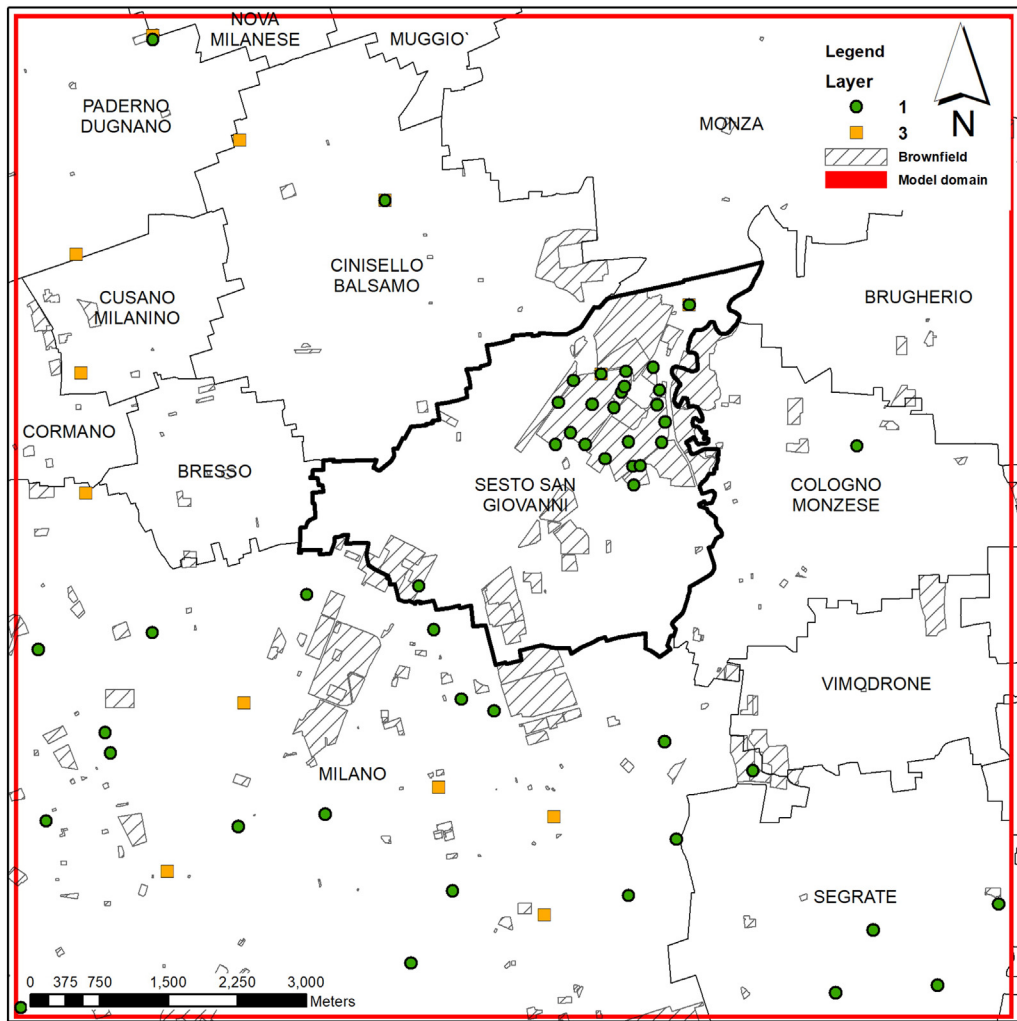 NOVA
MILANESE
MUGGIO`
Legend
Layer
1
3
Brownfield
Model domain
N
PADERNO
DUGNANO
MONZA
CINISELLO
BALSAMO
CUSANO
MILANINO
BRUGHERIO
CORMANO
BRESSO
SESTO SAN
GIOVANNI
COLOGNO
MONZESE
VIMODRONE
MILANO
SEGRATE
0 375 750 1,500 2,250 3,000
Meters